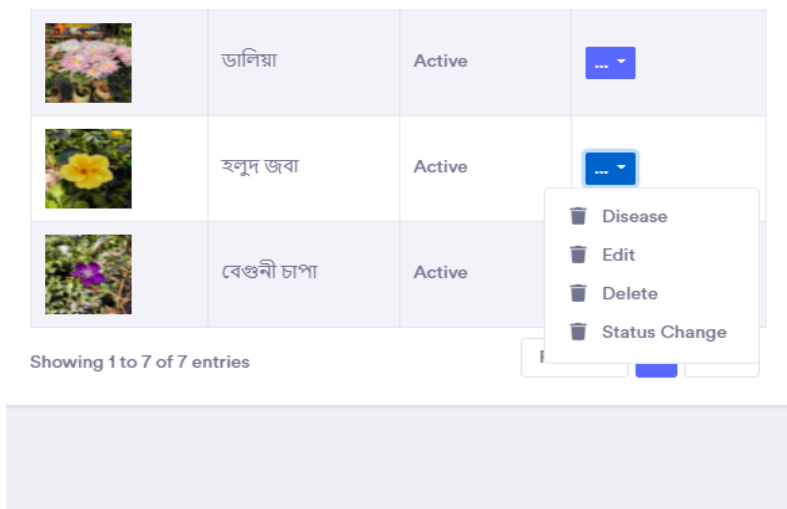 ডালিয়া Active ...
হলুদ জবা Active ...
Disease
Edit
বেগুনী চাপা Active
Delete
Status Change
Showing 1 to 7 of 7 entries